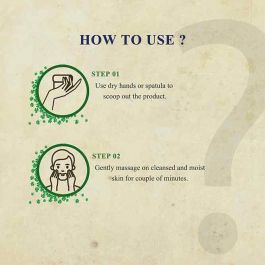 HOW TO USE ?
STEP 01
Use dry hands or spatula to
scoop out the product.
STEP 02
Gently massage on cleansed and moist
skin for couple of minutes.